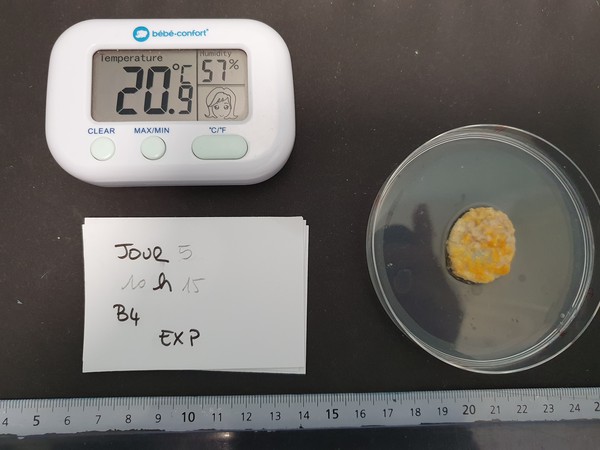 bébé-confort
Temperature
Humidity
20.9 °C
57%
CLEAR MAX/MIN °C/°F
JOUR 5
10 h 15
B4
EXP
4 5 6 7 8 9 10 11 12 13 14 15 16 17 18 19 20 21 22 23 24